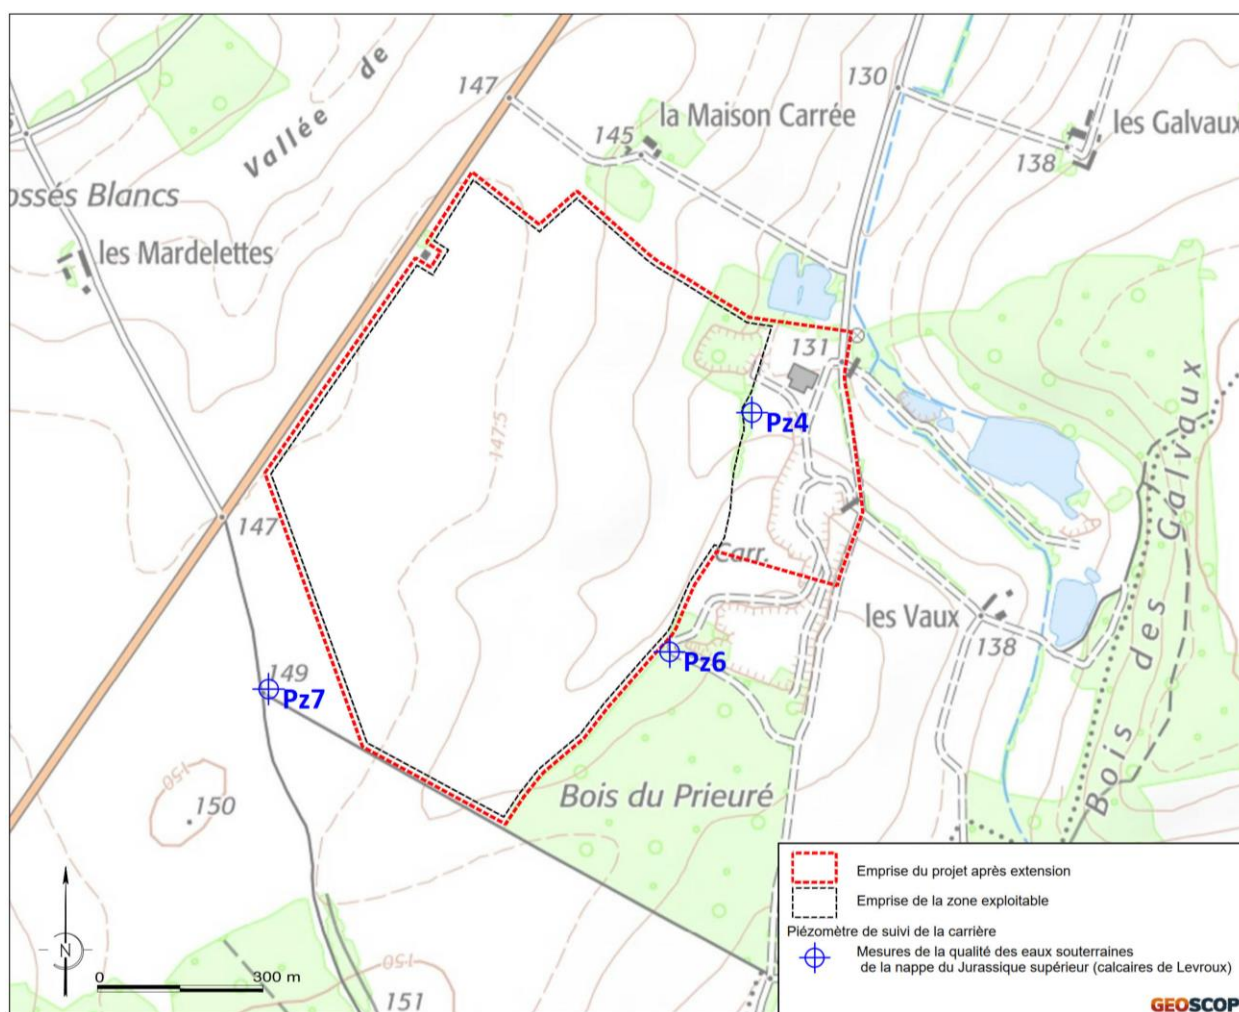 Vallée de
147
130
la Maison Carrée
les Galvaux
145
138
ossés Blancs
les Mardelettes
131
Pz4
1475
147
Carr.
Bois des Galvaux
les Vaux
138
Pz6
149
Pz7
150
150
Bois du Prieuré
N
0 300 m
150
151
Emprise du projet après extension
Emprise de la zone exploitable
Piézomètre de suivi de la carrière
Mesures de la qualité des eaux souterraines
de la nappe du Jurassique supérieur (calcaires de Levroux)
GEOSCOP